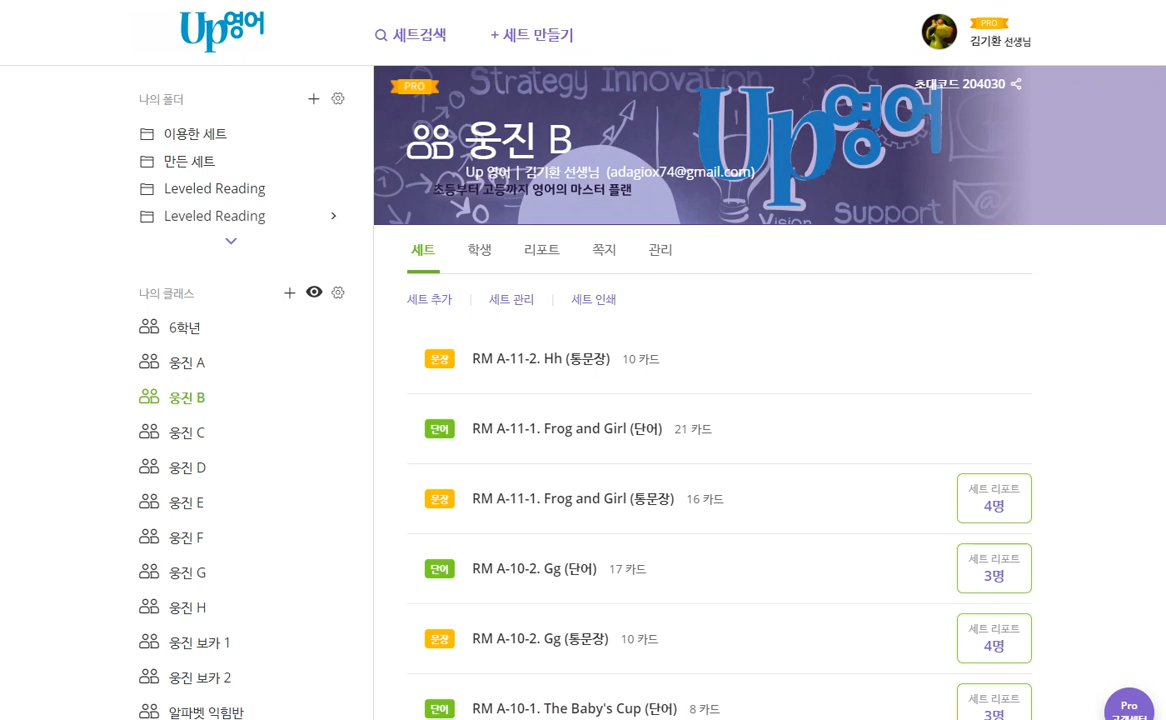 Up영어
세트검색
+ 세트 만들기
PRO
김기환 선생님
나의 폴더
이용한 세트
만든 세트
Leveled Reading
Leveled Reading
나의 클래스
6학년
웅진 A
웅진 B
웅진 C
웅진 D
웅진 E
웅진 F
웅진 G
웅진 H
웅진 보카 1
웅진 보카 2
알파벳 익힘반
PRO
초대코드 204030
Strategy Innovation
Up영어
웅진 B
Up 영어 | 김기환 선생님 (adagiox74@gmail.com)
초등부터 고등까지 영어의 마스터 플랜
Vision
Support
세트 학생 리포트 쪽지 관리
세트 추가 | 세트 관리 | 세트 인쇄
문장 RM A-11-2. Hh (통문장) 10 카드
단어 RM A-11-1. Frog and Girl (단어) 21 카드
문장 RM A-11-1. Frog and Girl (통문장) 16 카드
세트 리포트
4명
단어 RM A-10-2. Gg (단어) 17 카드
세트 리포트
3명
문장 RM A-10-2. Gg (통문장) 10 카드
세트 리포트
4명
단어 RM A-10-1. The Baby's Cup (단어) 8 카드
세트 리포트
3명
Pro
고객센터